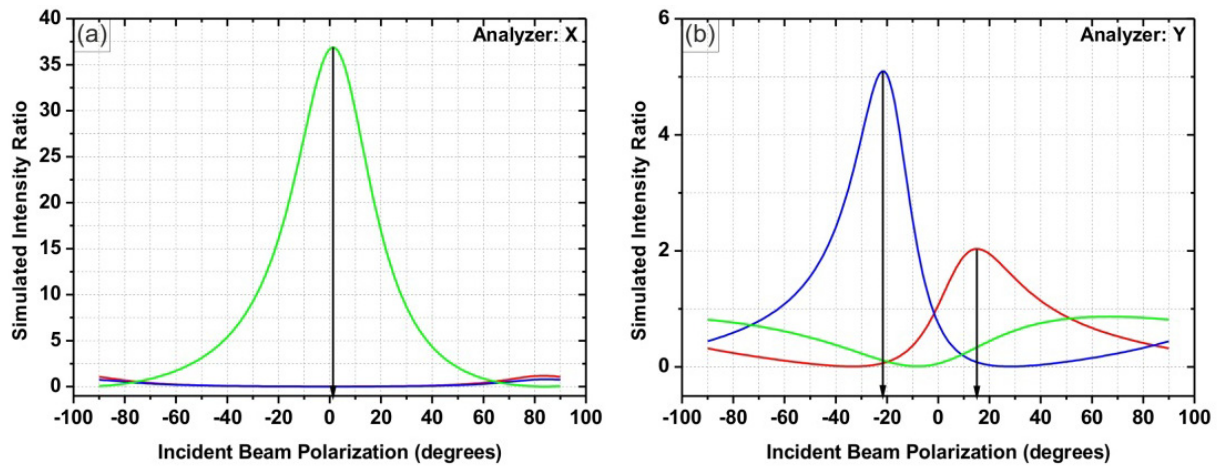 (a)
Analyzer: X
Simulated Intensity Ratio
40
35
30
25
20
15
10
5
0
-100 -80 -60 -40 -20 0 20 40 60 80 100
Incident Beam Polarization (degrees)
(b)
Analyzer: Y
Simulated Intensity Ratio
6
4
2
0
-100 -80 -60 -40 -20 0 20 40 60 80 100
Incident Beam Polarization (degrees)